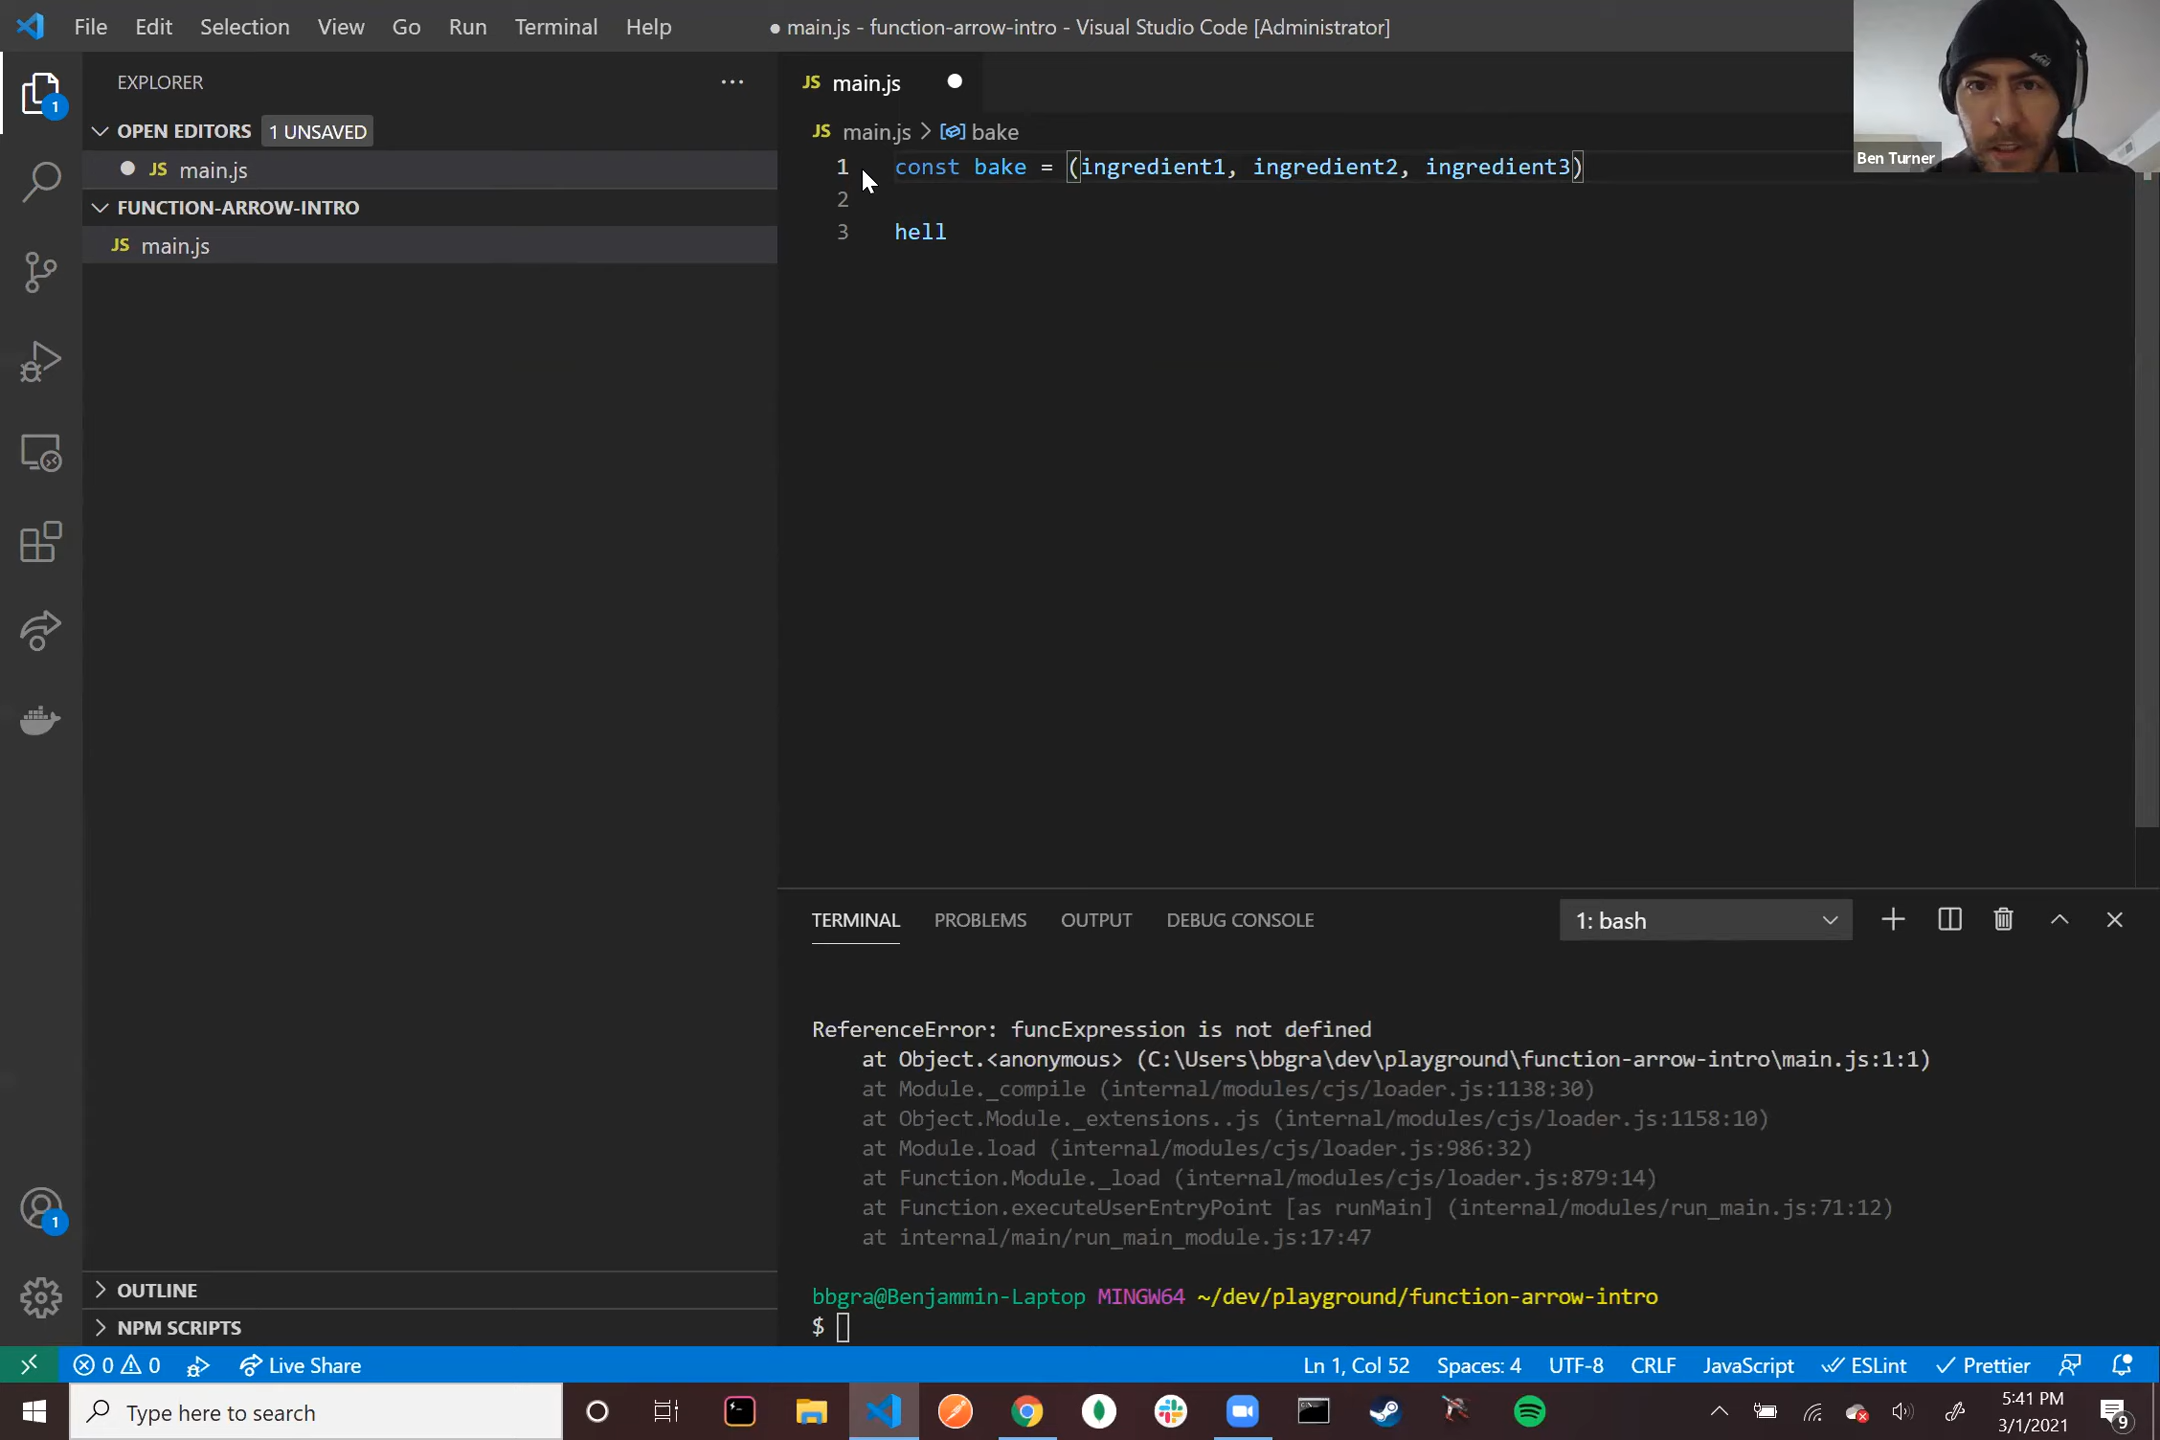 File Edit Selection View Go Run Terminal Help ● main.js - function-arrow-intro - Visual Studio Code [Administrator]
EXPLORER ···
OPEN EDITORS 1 UNSAVED
JS main.js
FUNCTION-ARROW-INTRO
JS main.js
OUTLINE
NPM SCRIPTS
1
1
JS main.js
JS main.js > bake
1 const bake = (ingredient1, ingredient2, ingredient3)
2
3 hell
Ben Turner
TERMINAL PROBLEMS OUTPUT DEBUG CONSOLE 1: bash
ReferenceError: funcExpression is not defined
at Object.<anonymous> (C:\Users\bbgra\dev\playground\function-arrow-intro\main.js:1:1)
at Module._compile (internal/modules/cjs/loader.js:1138:30)
at Object.Module._extensions..js (internal/modules/cjs/loader.js:1158:10)
at Module.load (internal/modules/cjs/loader.js:986:32)
at Function.Module._load (internal/modules/cjs/loader.js:879:14)
at Function.executeUserEntryPoint [as runMain] (internal/modules/run_main.js:71:12)
at internal/main/run_main_module.js:17:47
bbgra@Benjammin-Laptop MINGW64 ~/dev/playground/function-arrow-intro
$
0 0 Live Share Ln 1, Col 52 Spaces: 4 UTF-8 CRLF JavaScript ESLint Prettier
Type here to search
5:41 PM
3/1/2021
9